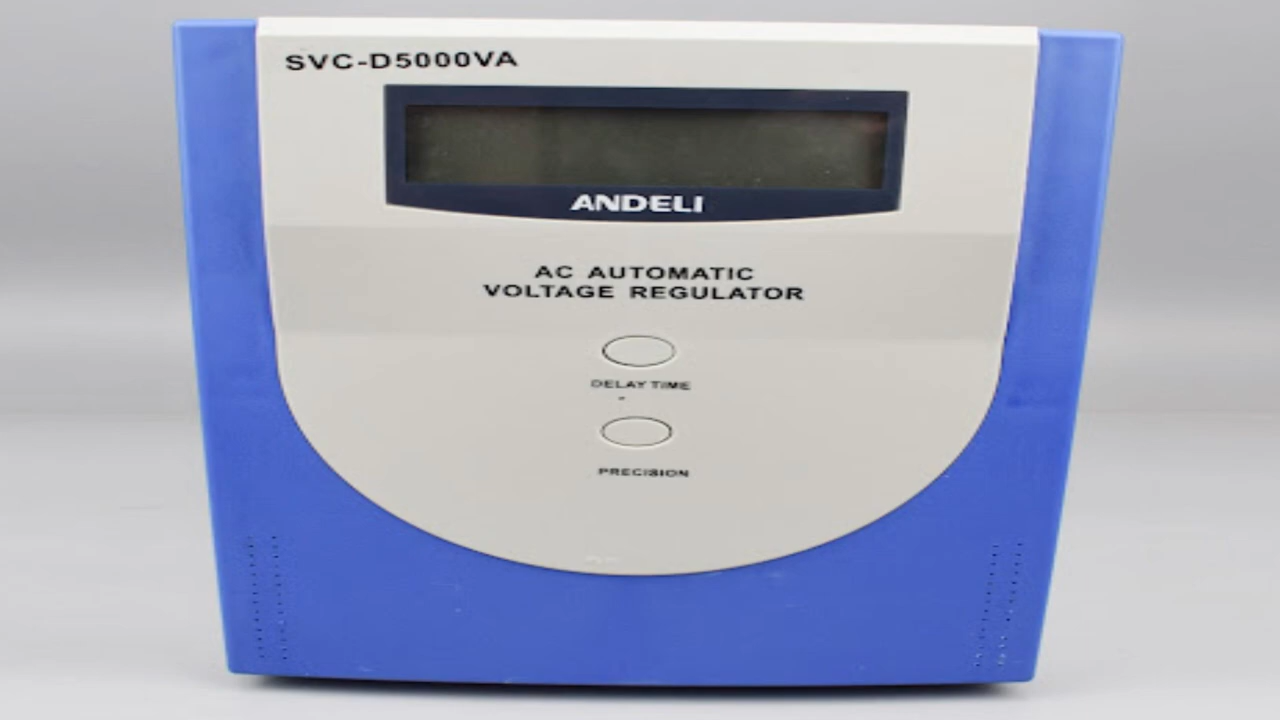 SVC-D5000VA
ANDELI
AC AUTOMATIC
VOLTAGE REGULATOR
DELAY TIME
PRECISION